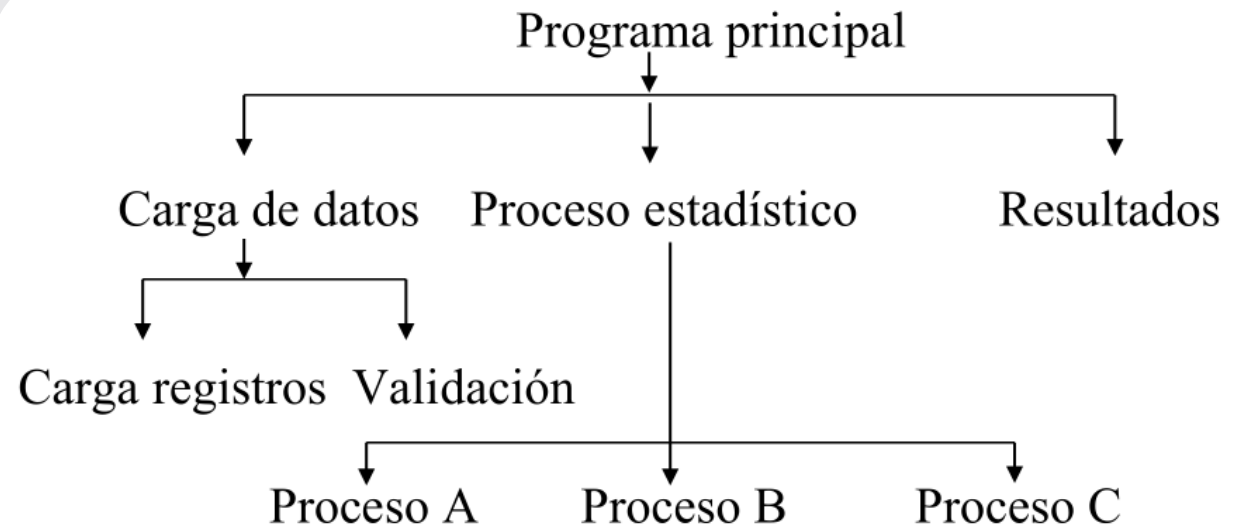 Programa principal
Carga de datos Proceso estadístico Resultados
Carga registros Validación
Proceso A Proceso B Proceso C